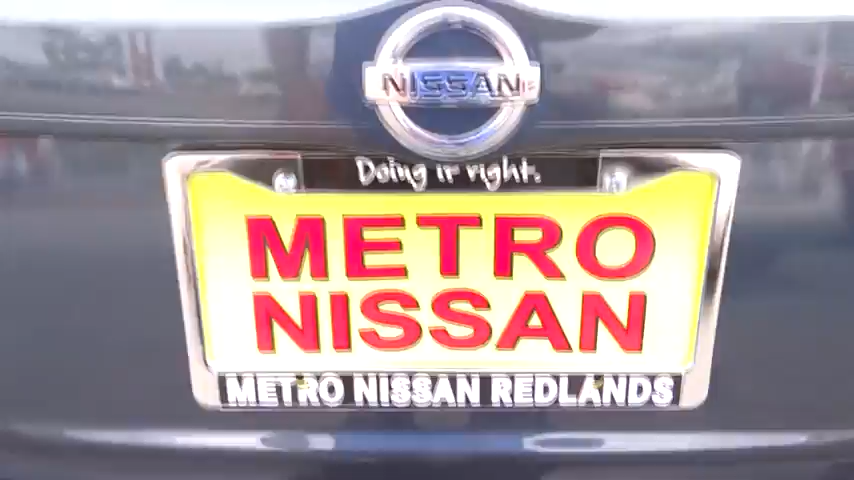 NISSAN
Doing it right.
METRO
NISSAN
METRO NISSAN REDLANDS